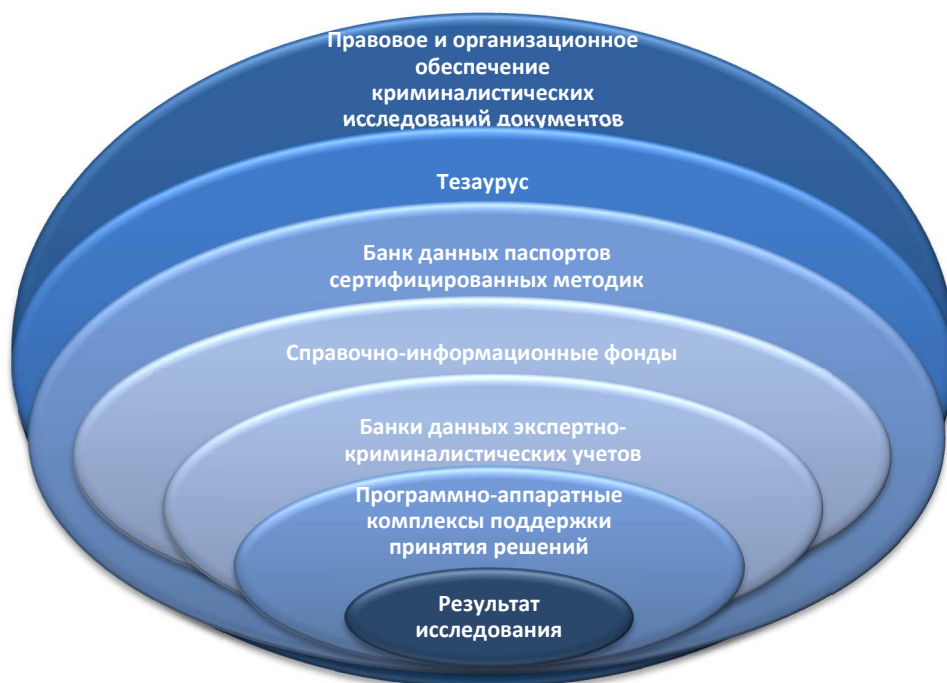 Правовое и организационное
обеспечение
криминалистических
исследований документов
Тезаурус
Банк данных паспортов
сертифицированных методик
Справочно-информационные фонды
Банки данных экспертно-
криминалистических учетов
Программно-аппаратные
комплексы поддержки
принятия решений
Результат
исследования